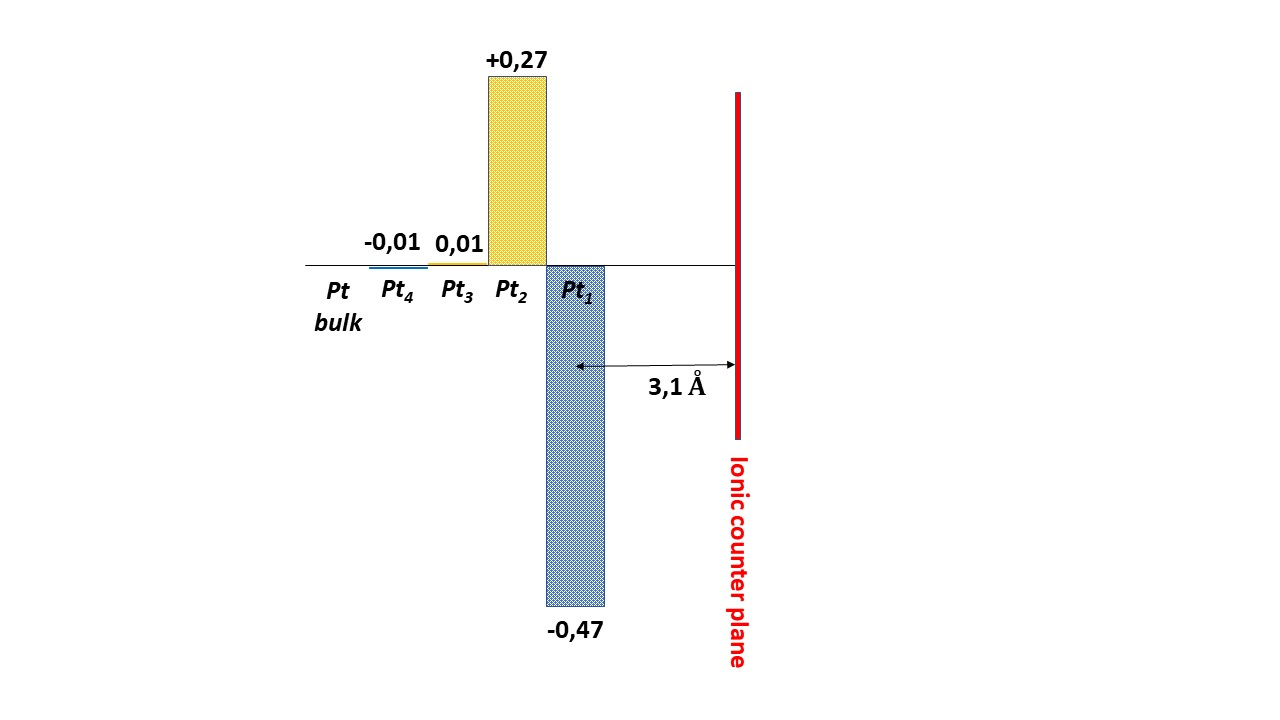 +0,27
-0,01
0,01
Pt bulk
Pt4
Pt3
Pt2
Pt1
3,1 Å
-0,47
Ionic counter plane